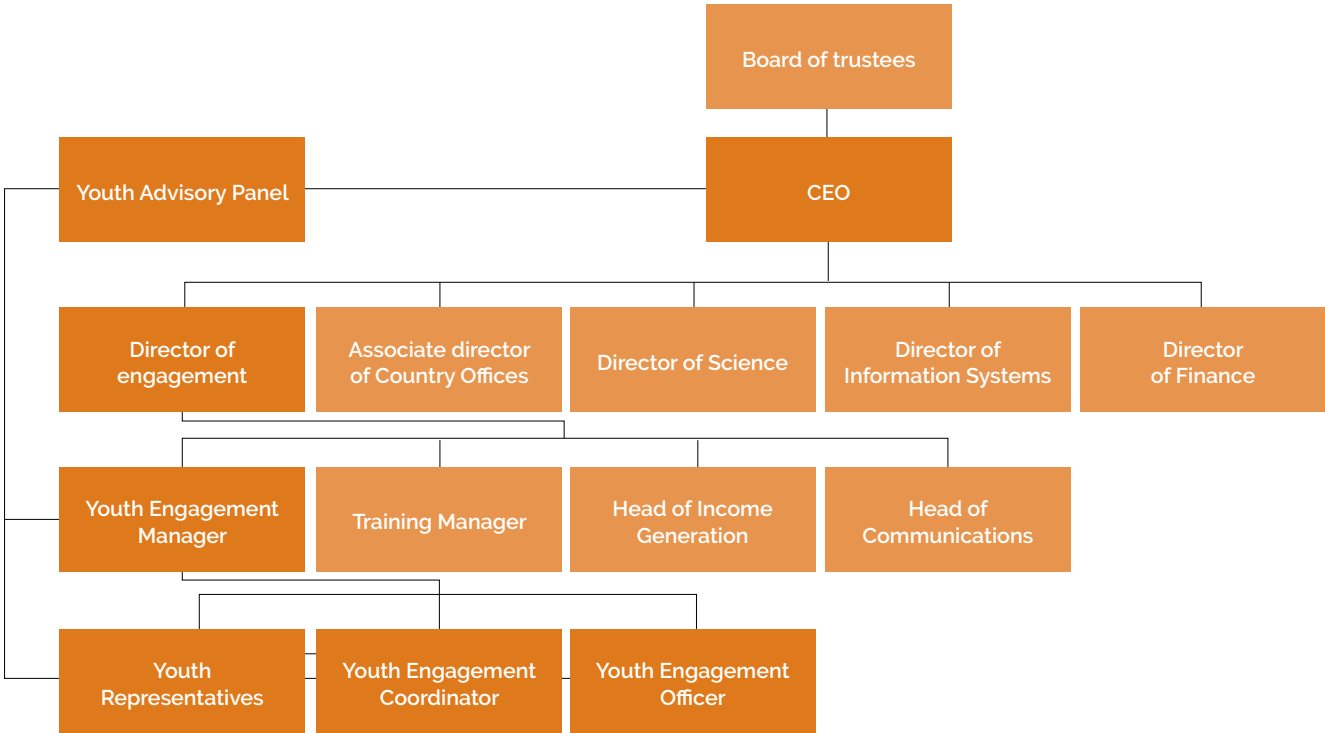 Board of trustees
Youth Advisory Panel
CEO
Director of
engagement
Associate director
of Country Offices
Director of Science
Director of
Information Systems
Director
of Finance
Youth Engagement
Manager
Training Manager
Head of Income
Generation
Head of
Communications
Youth
Representatives
Youth Engagement
Coordinator
Youth Engagement
Officer